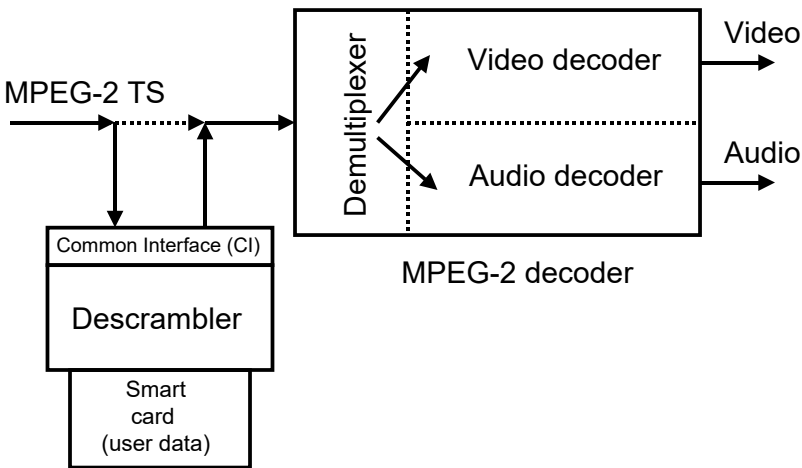 MPEG-2 TS
Demultiplexer
Video decoder
Audio decoder
Video
Audio
MPEG-2 decoder
Common Interface (CI)
Descrambler
Smart
card
(user data)